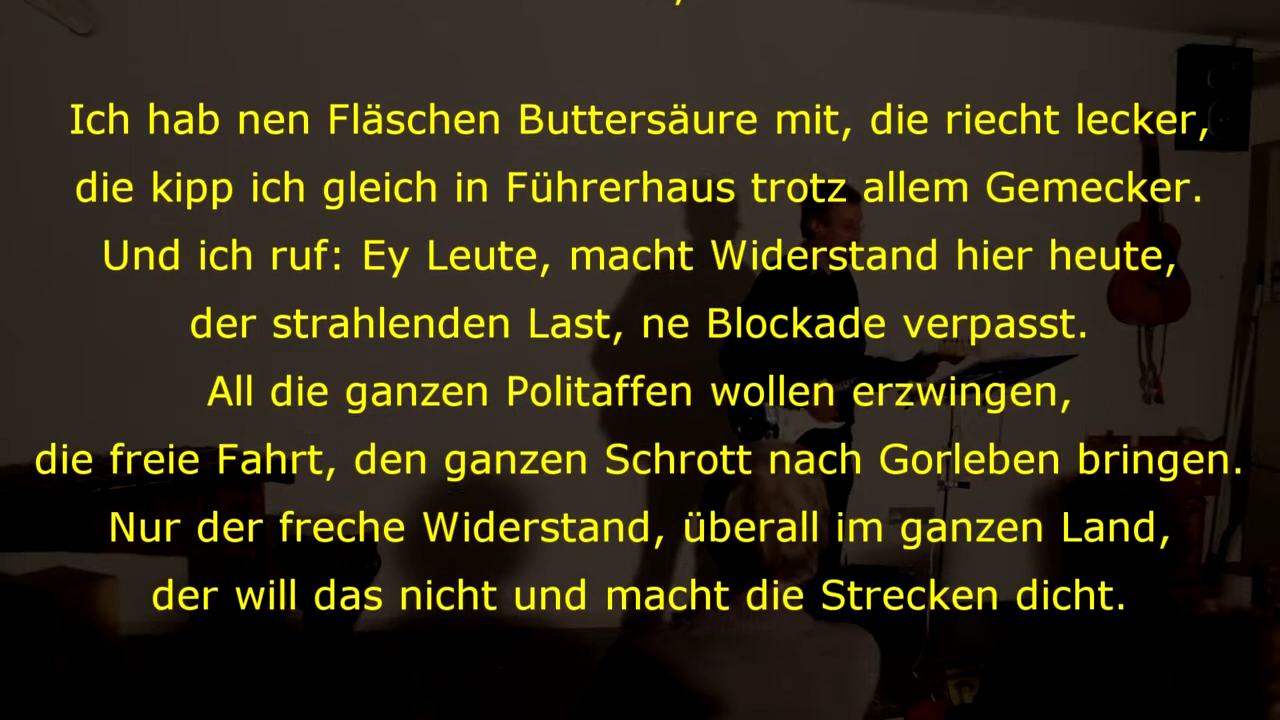 Ich hab nen Fläschen Buttersäure mit, die riecht lecker,
die kipp ich gleich in Führerhaus trotz allem Gemecker.
Und ich ruf: Ey Leute, macht Widerstand hier heute,
der strahlenden Last, ne Blockade verpasst.
All die ganzen Politaffen wollen erzwingen,
die freie Fahrt, den ganzen Schrott nach Gorleben bringen.
Nur der freche Widerstand, überall im ganzen Land,
der will das nicht und macht die Strecken dicht.